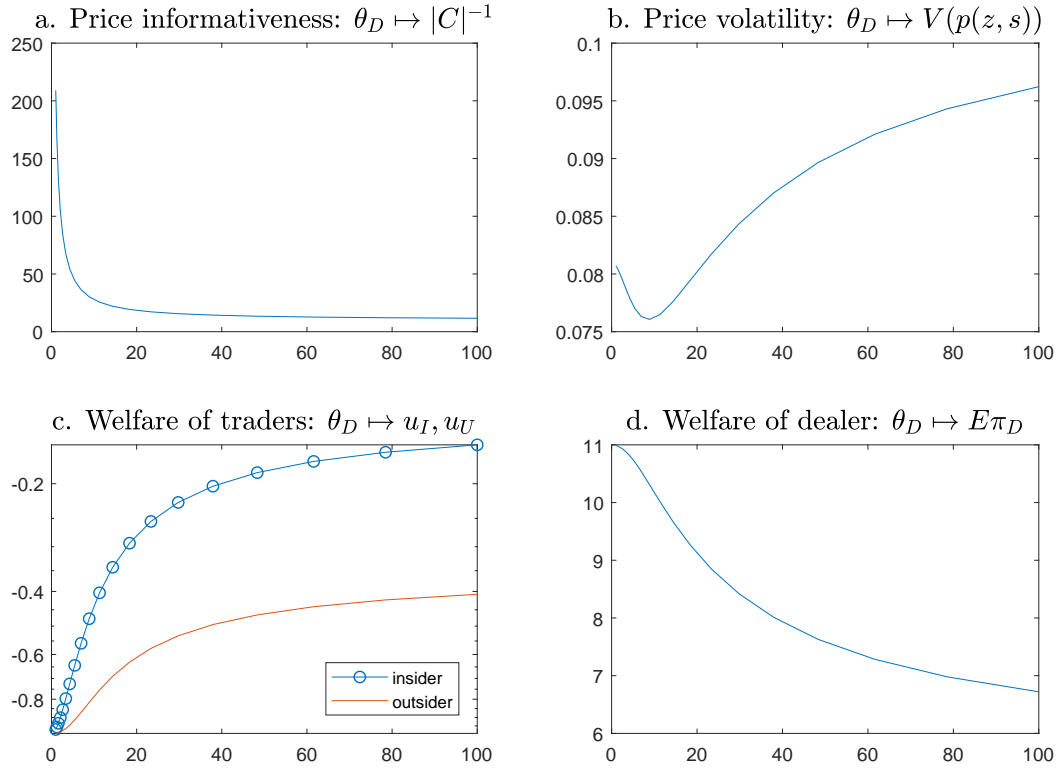 a. Price informativeness: θ_D ↦ |C|^{-1}
250
200
150
100
50
0
0 20 40 60 80 100
b. Price volatility: θ_D ↦ V(p(z, s))
0.1
0.095
0.09
0.085
0.08
0.075
0 20 40 60 80 100
c. Welfare of traders: θ_D ↦ u_I, u_U
-0.2
-0.4
-0.6
-0.8
insider
outsider
0 20 40 60 80 100
d. Welfare of dealer: θ_D ↦ Eπ_D
11
10
9
8
7
6
0 20 40 60 80 100